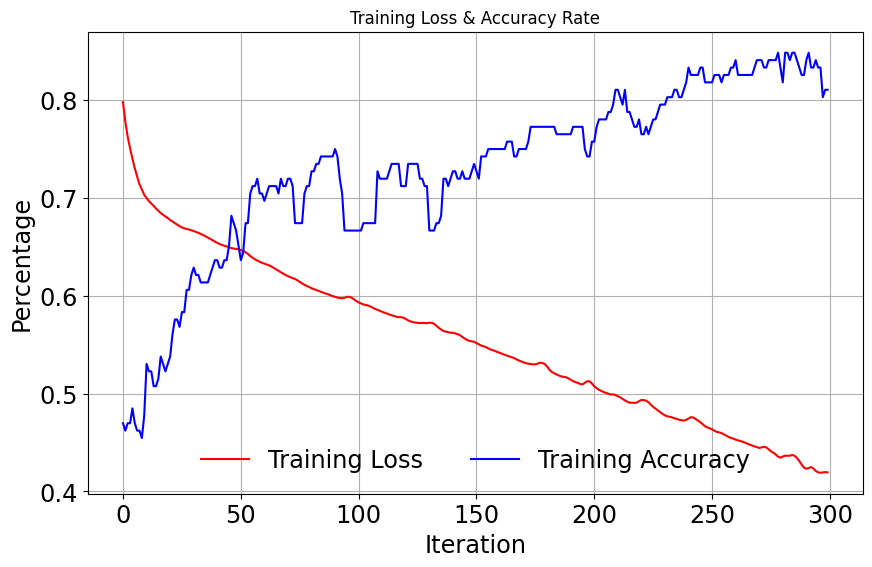 Training Loss & Accuracy Rate
Percentage
0.8
0.7
0.6
0.5
0.4
Training Loss
Training Accuracy
0 50 100 150 200 250 300
Iteration